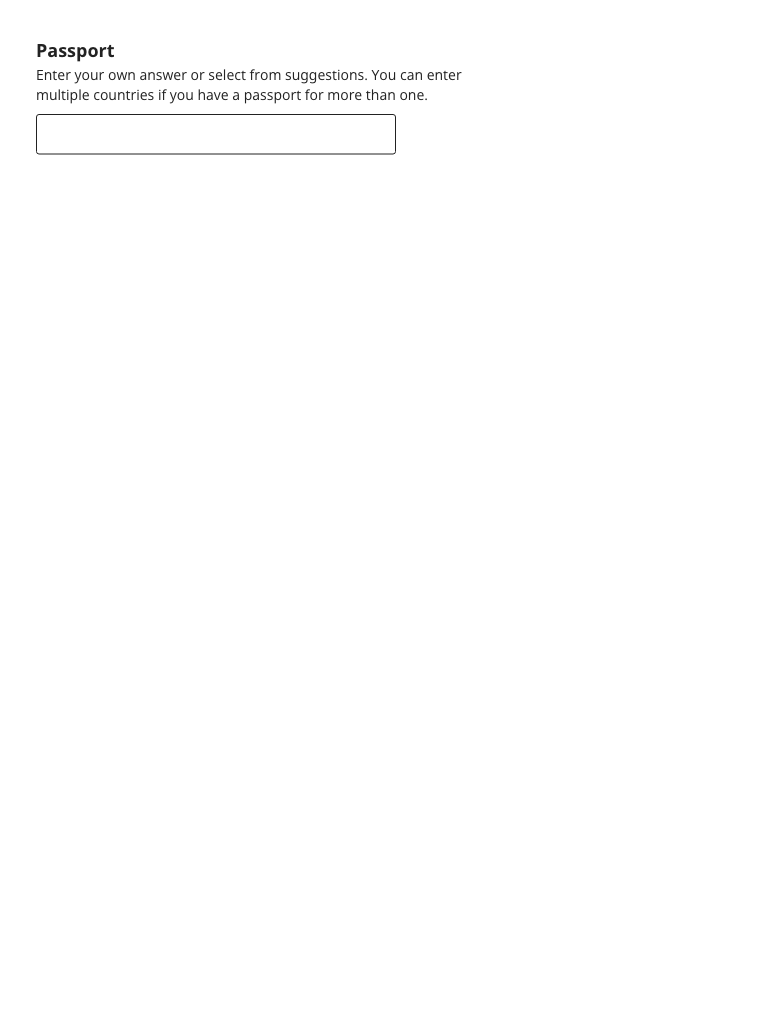 Passport
Enter your own answer or select from suggestions. You can enter
multiple countries if you have a passport for more than one.